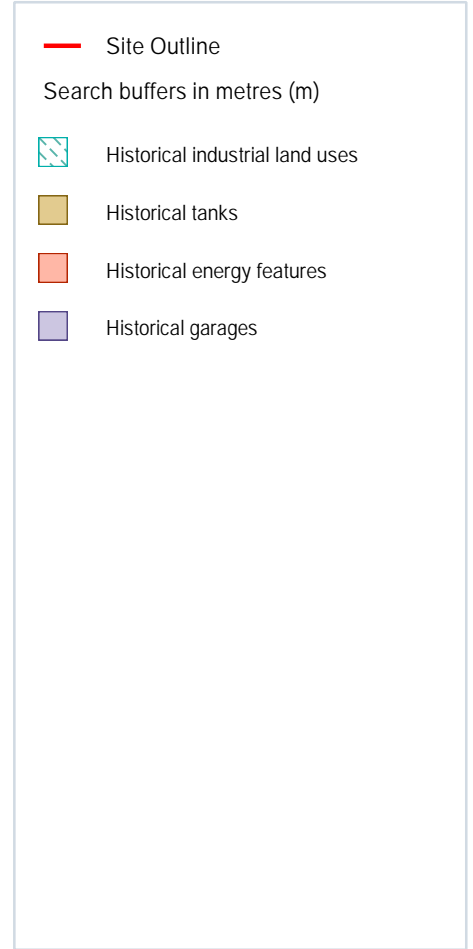 Site Outline
Search buffers in metres (m)
Historical industrial land uses
Historical tanks
Historical energy features
Historical garages